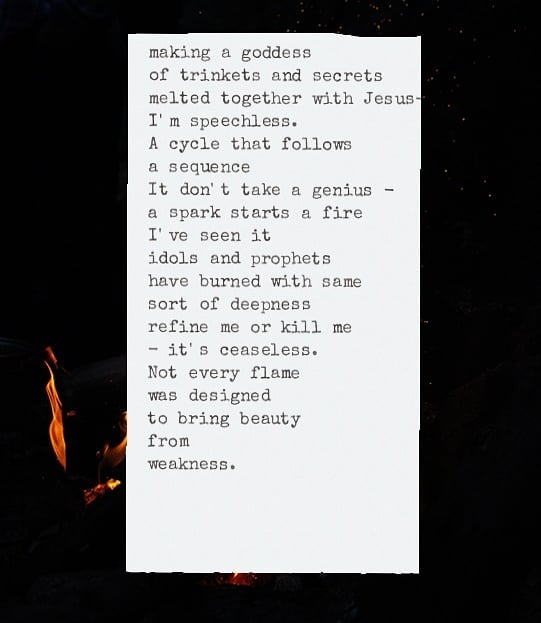 making a goddess
of trinkets and secrets
melted together with Jesus-
I'm speechless.
A cycle that follows
a sequence
It don't take a genius -
a spark starts a fire
I've seen it
idols and prophets
have burned with same
sort of deepness
refine me or kill me
- it's ceaseless.
Not every flame
was designed
to bring beauty
from
weakness.